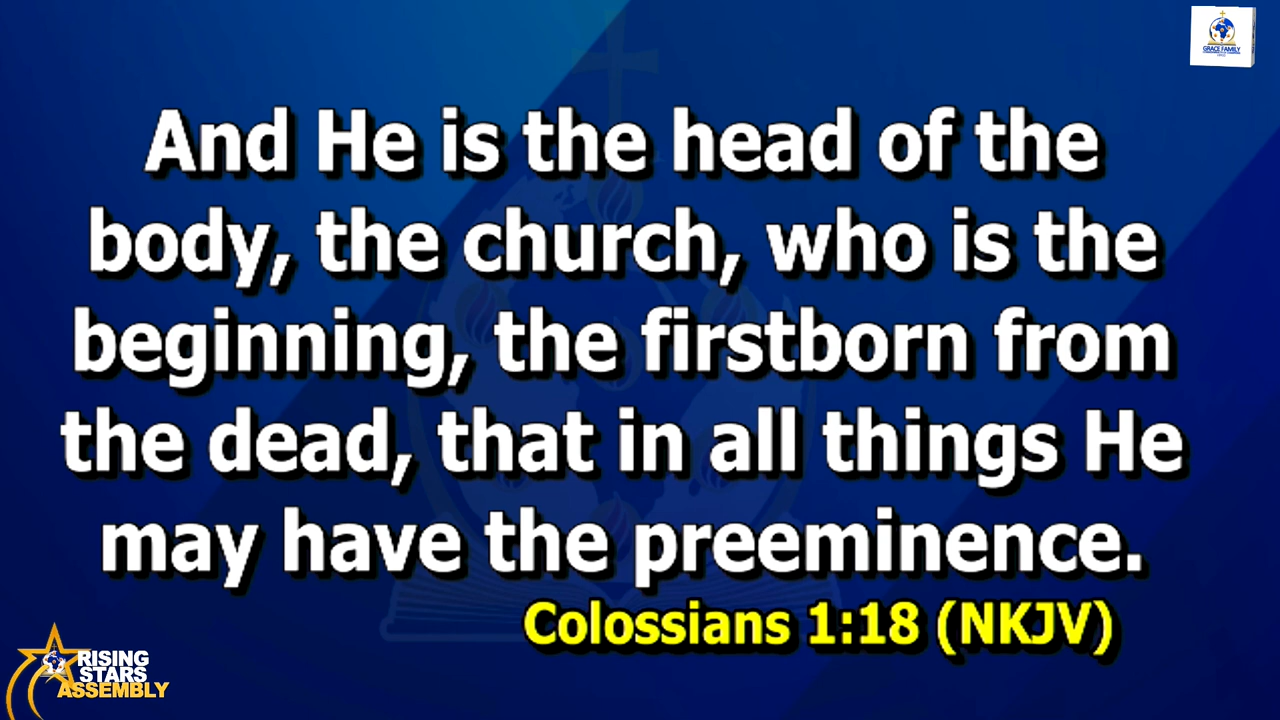 GRACE FAMILY
And He is the head of the
body, the church, who is the
beginning, the firstborn from
the dead, that in all things He
may have the preeminence.
Colossians 1:18 (NKJV)
RISING
STARS
ASSEMBLY